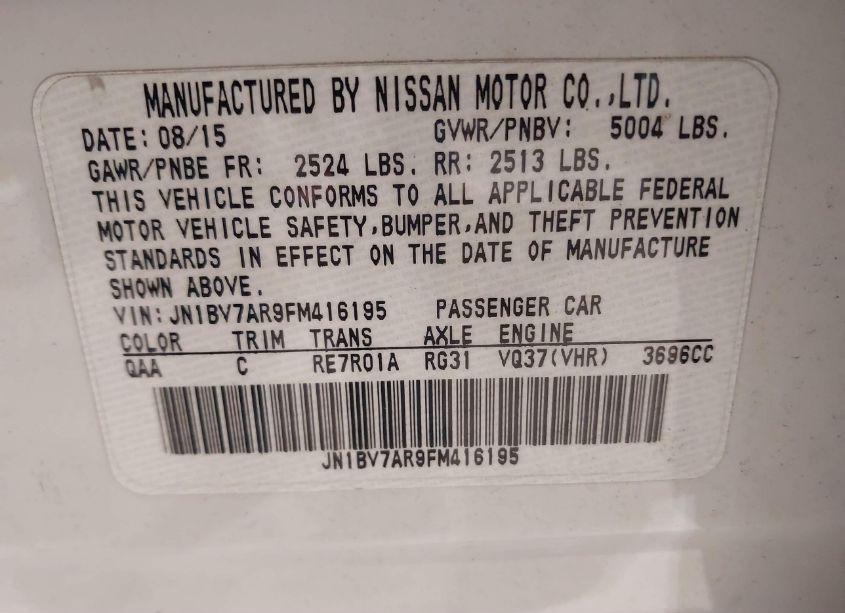 MANUFACTURED BY NISSAN MOTOR CO.,LTD.
DATE: 08/15 GVWR/PNBV: 5004 LBS.
GAWR/PNBE FR: 2524 LBS. RR: 2513 LBS.
THIS VEHICLE CONFORMS TO ALL APPLICABLE FEDERAL
MOTOR VEHICLE SAFETY,BUMPER,AND THEFT PREVENTION
STANDARDS IN EFFECT ON THE DATE OF MANUFACTURE
SHOWN ABOVE.
VIN: JN1BV7AR9FM416195 PASSENGER CAR
COLOR TRIM TRANS AXLE ENGINE
QAA C RE7R01A RG31 VQ37(VHR) 3696CC
JN1BV7AR9FM416195